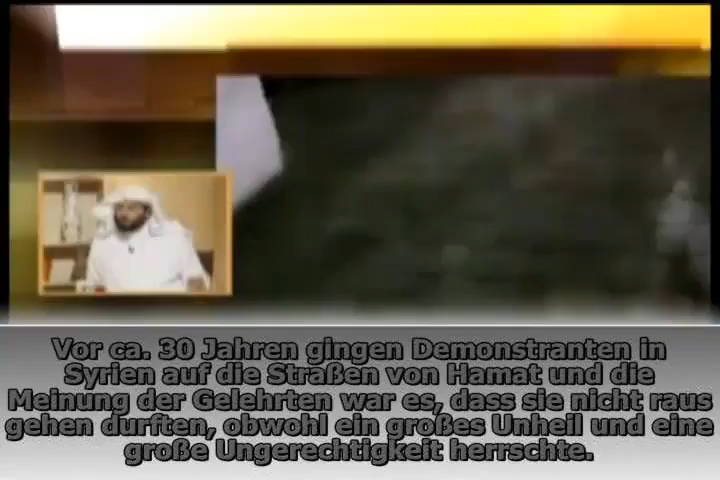 Vor ca. 30 Jahren gingen Demonstranten in
Syrien auf die Straßen von Hamat und die
Meinung der Gelehrten war es, dass sie nicht raus
gehen durften, obwohl ein großes Unheil und eine
große Ungerechtigkeit herrschte.